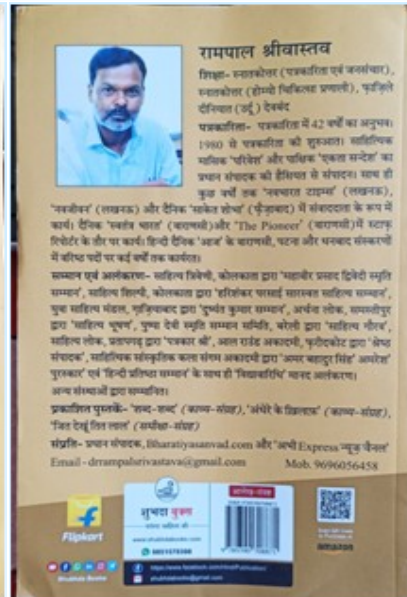 रामपाल श्रीवास्तव
शिक्षा- स्नातकोत्तर (पत्रकारिता एवं जनसंचार),
स्नातकोत्तर (होम्यो चिकित्सा प्रणाली), फ़ाज़िले
दीनियात (उर्दू) देवबंद
पत्रकारिता- पत्रकारिता में 42 वर्षों का अनुभव।
1980 से पत्रकारिता की शुरुआत। साहित्यिक
मासिक 'परिवेश' और पाक्षिक 'एकता सन्देश' का
प्रधान संपादक की हैसियत से संपादन। साथ ही
कुछ वर्षों तक 'नवभारत टाइम्स' (लखनऊ),
'नवजीवन' (लखनऊ) और दैनिक 'साकेत शोभा' (फ़ैज़ाबाद) में संवाददाता के रूप में
कार्य। दैनिक 'स्वतंत्र भारत' (वाराणसी) और 'The Pioneer' (वाराणसी) में स्टाफ़
रिपोर्टर के तौर पर कार्य। हिन्दी दैनिक 'आज' के वाराणसी, पटना और धनबाद संस्करणों
में वरिष्ठ पदों पर कई वर्षों तक कार्यरत।
सम्मान एवं अलंकरण- साहित्य त्रिवेणी, कोलकाता द्वारा 'महावीर प्रसाद द्विवेदी स्मृति
सम्मान', साहित्य शिल्पी, कोलकाता द्वारा 'हरिशंकर परसाई सारस्वत साहित्य सम्मान',
युवा साहित्य मंडल, ग़ाज़ियाबाद द्वारा 'दुष्यंत कुमार सम्मान', अर्चना लोक, समस्तीपुर
द्वारा 'साहित्य भूषण', पुष्पा देवी स्मृति सम्मान समिति, बरेली द्वारा 'साहित्य गौरव',
साहित्य लोक, प्रतापगढ़ द्वारा 'पत्रकार श्री', आल राउंड अकादमी, फ़रीदकोट द्वारा 'श्रेष्ठ
संपादक', साहित्यिक सांस्कृतिक कला संगम अकादमी द्वारा 'अमर बहादुर सिंह 'अमरेश'
पुरस्कार' एवं 'हिन्दी प्रतिष्ठा सम्मान' के साथ ही 'विद्यावारिधि' मानद अलंकरण।
अन्य संस्थाओं द्वारा सम्मानित।
प्रकाशित पुस्तकें- 'शब्द-शब्द' (काव्य-संग्रह), 'अंधेरे के ख़िलाफ़' (काव्य-संग्रह),
'जित देखूं तित लाल' (समीक्षा-संग्रह)
संप्रति- प्रधान संपादक, Bharatiyasanvad.com और 'अभी Express न्यूज़ चैनल'
Email - drrampalsrivastava@gmail.com Mob. 9696056458
Flipkart
शुभदा बुक्स
Shubhda Books
amazon